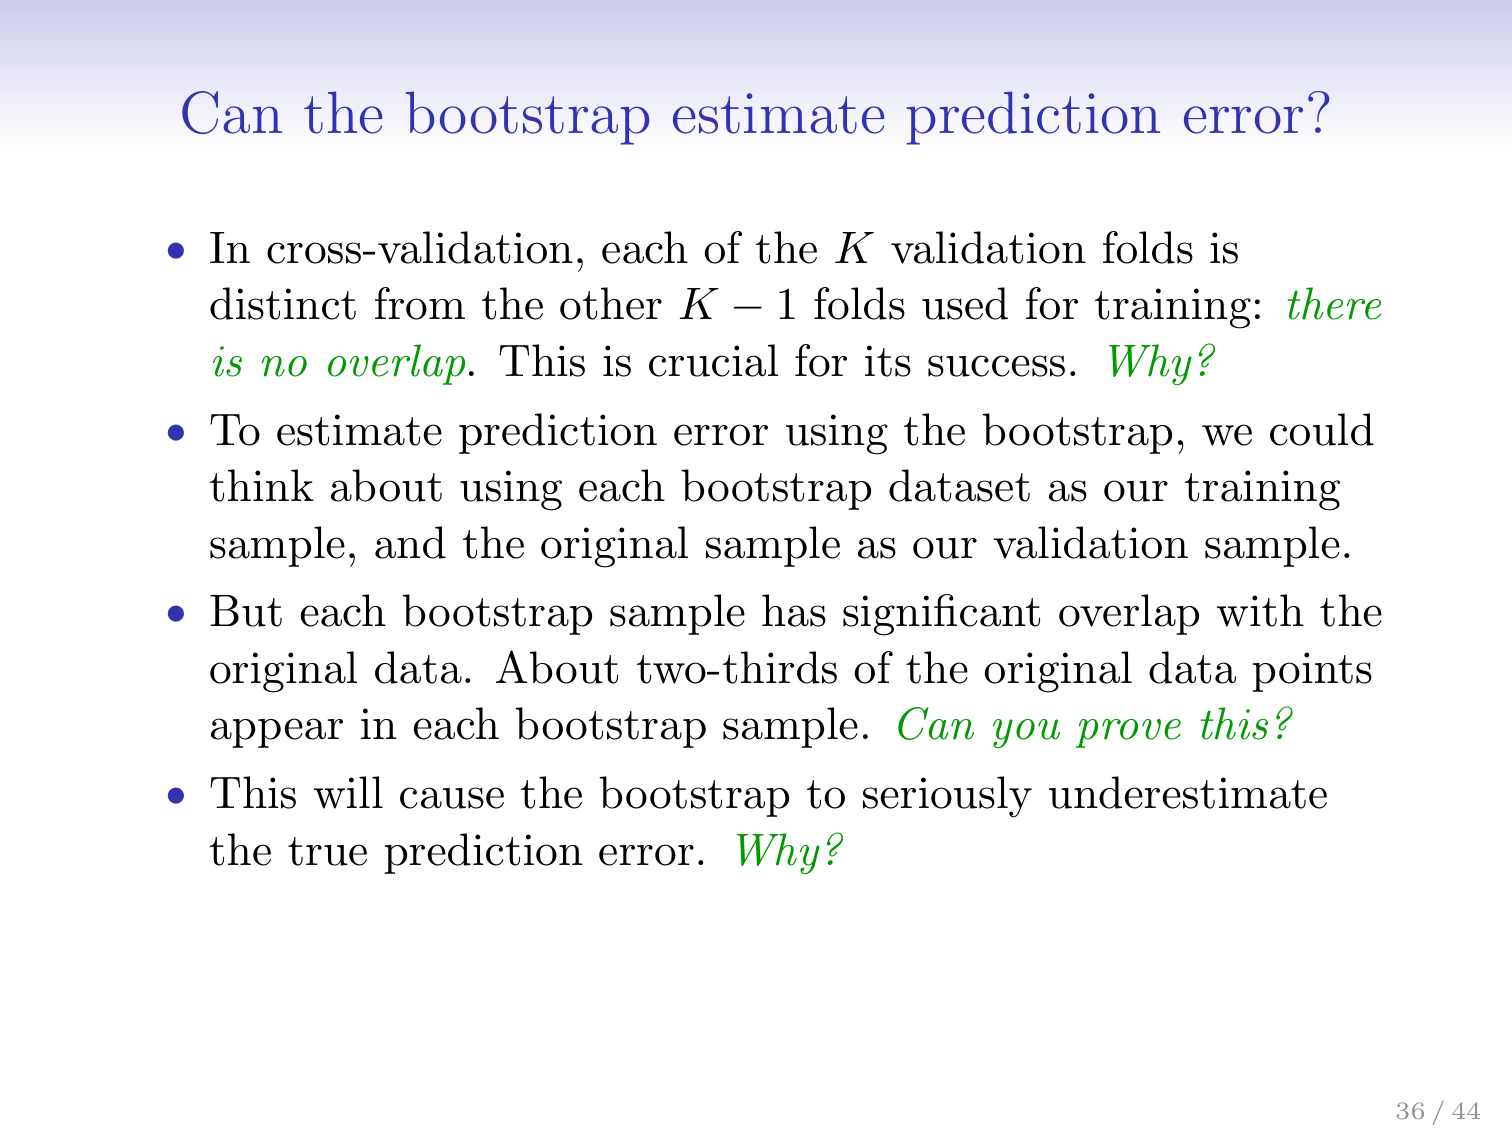 Can the bootstrap estimate prediction error?
• In cross-validation, each of the K validation folds is
distinct from the other K − 1 folds used for training: there
is no overlap. This is crucial for its success. Why?
• To estimate prediction error using the bootstrap, we could
think about using each bootstrap dataset as our training
sample, and the original sample as our validation sample.
• But each bootstrap sample has significant overlap with the
original data. About two-thirds of the original data points
appear in each bootstrap sample. Can you prove this?
• This will cause the bootstrap to seriously underestimate
the true prediction error. Why?
36 / 44